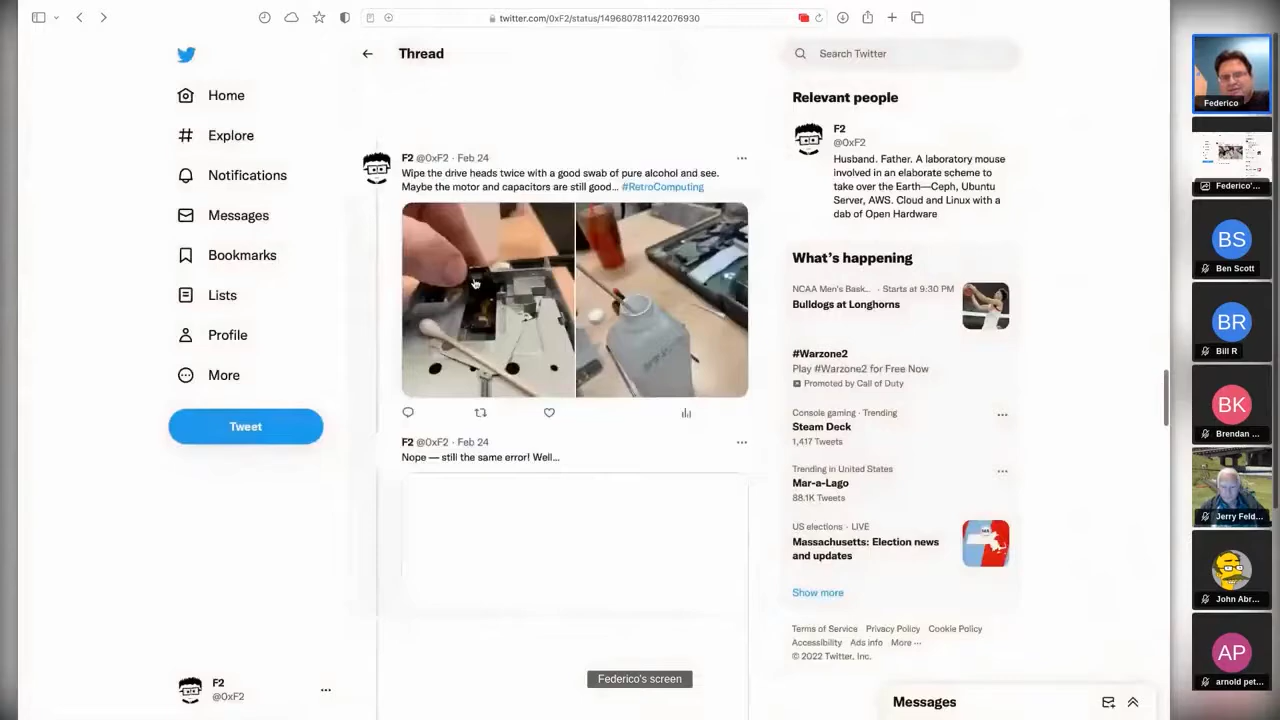 twitter.com/0xF2/status/1496807811422076930
Thread
Search Twitter
Home
Explore
Notifications
Messages
Bookmarks
Lists
Profile
More
Tweet
F2 @0xF2 · Feb 24
Wipe the drive heads twice with a good swab of pure alcohol and see.
Maybe the motor and capacitors are still good... #RetroComputing
F2 @0xF2 · Feb 24
Nope — still the same error! Well...
Relevant people
F2
@0xF2
Husband. Father. A laboratory mouse
involved in an elaborate scheme to
take over the Earth—Ceph, Ubuntu
Server, AWS. Cloud and Linux with a
dab of Open Hardware
What's happening
NCAA Men's Bask... · Starts at 9:30 PM
Bulldogs at Longhorns
#Warzone2
Play #Warzone2 for Free Now
Promoted by Call of Duty
Console gaming · Trending
Steam Deck
1,417 Tweets
Trending in United States
Mar-a-Lago
88.1K Tweets
US elections · LIVE
Massachusetts: Election news
and updates
Show more
Terms of Service Privacy Policy Cookie Policy
Accessibility Ads info More ···
© 2022 Twitter, Inc.
F2
@0xF2
Federico's screen
Messages
Federico
Federico'...
BS
Ben Scott
BR
Bill R
BK
Brendan ...
Jerry Feld...
John Abr...
AP
arnold pet...